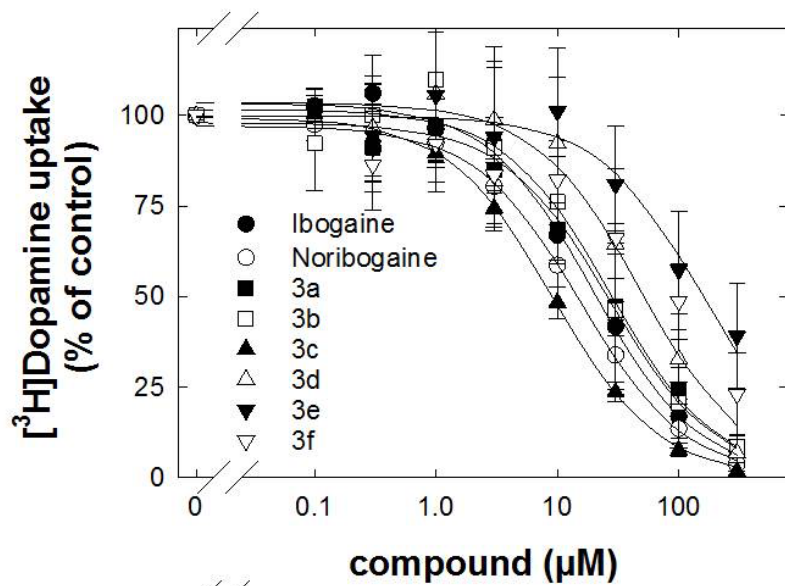 [³H]Dopamine uptake
(% of control)
100
75
50
25
0
Ibogaine
Noribogaine
3a
3b
3c
3d
3e
3f
0 0.1 1.0 10 100
compound (µM)